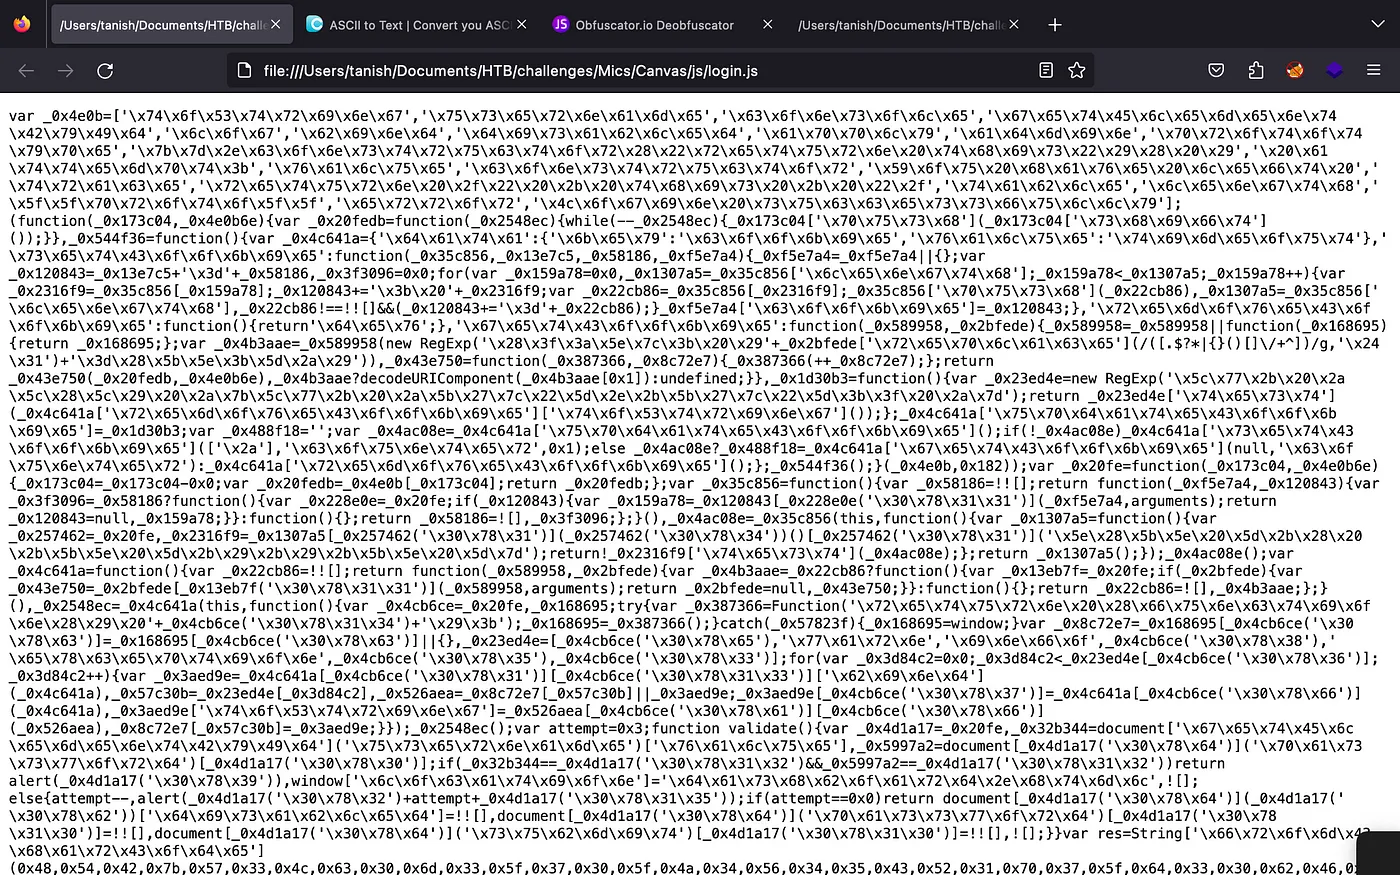 /Users/tanish/Documents/HTB/challe
ASCII to Text | Convert you ASC
JS Obfuscator.io Deobfuscator
/Users/tanish/Documents/HTB/challe
file:///Users/tanish/Documents/HTB/challenges/Mics/Canvas/js/login.js
var _0x4e0b=['\x74\x6f\x53\x74\x72\x69\x6e\x67','\x75\x73\x65\x72\x6e\x61\x6d\x65','\x63\x6f\x6e\x73\x6f\x6c\x65','\x67\x65\x74\x45\x6c\x65\x6d\x65\x6e\x74
\x42\x79\x49\x64','\x6c\x6f\x67','\x62\x69\x6e\x64','\x64\x69\x73\x61\x62\x6c\x65\x64','\x61\x70\x70\x6c\x79','\x61\x64\x6d\x69\x6e','\x70\x72\x6f\x74\x6f\x74
\x79\x70\x65','\x7b\x7d\x2e\x63\x6f\x6e\x73\x74\x72\x75\x63\x74\x6f\x72\x28\x22\x72\x65\x74\x75\x72\x6e\x20\x74\x68\x69\x73\x22\x29\x28\x20\x29','\x20\x61
\x74\x74\x65\x6d\x70\x74\x3b','\x76\x61\x6c\x75\x65','\x63\x6f\x6e\x73\x74\x72\x75\x63\x74\x6f\x72','\x59\x6f\x75\x20\x68\x61\x76\x65\x20\x6c\x65\x66\x74\x20','
\x74\x72\x61\x63\x65','\x72\x65\x74\x75\x72\x6e\x20\x2f\x22\x20\x2b\x20\x74\x68\x69\x73\x20\x2b\x20\x22\x2f','\x74\x61\x62\x6c\x65','\x6c\x65\x6e\x67\x74\x68','
\x5f\x5f\x70\x72\x6f\x74\x6f\x5f\x5f','\x65\x72\x72\x6f\x72','\x4c\x6f\x67\x69\x6e\x20\x73\x75\x63\x63\x65\x73\x73\x66\x75\x6c\x6c\x79'];
(function(_0x173c04,_0x4e0b6e){var _0x20fedb=function(_0x2548ec){while(--_0x2548ec){_0x173c04['\x70\x75\x73\x68'](_0x173c04['\x73\x68\x69\x66\x74']
());}},_0x544f36=function(){var _0x4c641a={'\x64\x61\x74\x61':{'\x6b\x65\x79':'\x63\x6f\x6f\x6b\x69\x65','\x76\x61\x6c\x75\x65':'\x74\x69\x6d\x65\x6f\x75\x74'},'
\x73\x65\x74\x43\x6f\x6f\x6b\x69\x65':function(_0x35c856,_0x13e7c5,_0x58186,_0xf5e7a4){_0xf5e7a4=_0xf5e7a4||{};var
_0x120843=_0x13e7c5+'\x3d'+_0x58186,_0x3f3096=0x0;for(var _0x159a78=0x0,_0x1307a5=_0x35c856['\x6c\x65\x6e\x67\x74\x68'];_0x159a78<_0x1307a5;_0x159a78++){var
_0x2316f9=_0x35c856[_0x159a78];_0x120843+='\x3b\x20'+_0x2316f9;var _0x22cb86=_0x35c856[_0x2316f9];_0x35c856['\x70\x75\x73\x68'](_0x22cb86),_0x1307a5=_0x35c856['
\x6c\x65\x6e\x67\x74\x68'],_0x22cb86!==!![]&&(_0x120843+='\x3d'+_0x22cb86);}_0xf5e7a4['\x63\x6f\x6f\x6b\x69\x65']=_0x120843;},'\x72\x65\x6d\x6f\x76\x65\x43\x6f
\x6f\x6b\x69\x65':function(){return'\x64\x65\x76';},'\x67\x65\x74\x43\x6f\x6f\x6b\x69\x65':function(_0x589958,_0x2bfede){_0x589958=_0x589958||function(_0x168695)
{return _0x168695;};var _0x4b3aae=_0x589958(new RegExp('\x28\x3f\x3a\x5e\x7c\x3b\x20\x29'+_0x2bfede['\x72\x65\x70\x6c\x61\x63\x65'](/([.$?*|{}()[]\/+^])/g,'\x24
\x31')+'\x3d\x28\x5b\x5e\x3b\x5d\x2a\x29')),_0x43e750=function(_0x387366,_0x8c72e7){_0x387366(++_0x8c72e7);};return
_0x43e750(_0x20fedb,_0x4e0b6e),_0x4b3aae?decodeURIComponent(_0x4b3aae[0x1]):undefined;}},_0x1d30b3=function(){var _0x23ed4e=new RegExp('\x5c\x77\x2b\x20\x2a
\x5c\x28\x5c\x29\x20\x2a\x7b\x5c\x77\x2b\x20\x2a\x5b\x27\x7c\x22\x5d\x2e\x2b\x5b\x27\x7c\x22\x5d\x3b\x3f\x20\x2a\x7d');return _0x23ed4e['\x74\x65\x73\x74']
(_0x4c641a['\x72\x65\x6d\x6f\x76\x65\x43\x6f\x6f\x6b\x69\x65']['\x74\x6f\x53\x74\x72\x69\x6e\x67']());};_0x4c641a['\x75\x70\x64\x61\x74\x65\x43\x6f\x6f\x6b
\x69\x65']=_0x1d30b3;var _0x488f18='';var _0x4ac08e=_0x4c641a['\x75\x70\x64\x61\x74\x65\x43\x6f\x6f\x6b\x69\x65']();if(!_0x4ac08e)_0x4c641a['\x73\x65\x74\x43
\x6f\x6f\x6b\x69\x65'](['\x2a'],'\x63\x6f\x75\x6e\x74\x65\x72',0x1);else _0x4ac08e?_0x488f18=_0x4c641a['\x67\x65\x74\x43\x6f\x6f\x6b\x69\x65'](null,'\x63\x6f
\x75\x6e\x74\x65\x72'):_0x4c641a['\x72\x65\x6d\x6f\x76\x65\x43\x6f\x6f\x6b\x69\x65']();};_0x544f36();}(_0x4e0b,0x182));var _0x20fe=function(_0x173c04,_0x4e0b6e)
{_0x173c04=_0x173c04-0x0;var _0x20fedb=_0x4e0b[_0x173c04];return _0x20fedb;};var _0x35c856=function(){var _0x58186=!![];return function(_0xf5e7a4,_0x120843){var
_0x3f3096=_0x58186?function(){var _0x228e0e=_0x20fe;if(_0x120843){var _0x159a78=_0x120843[_0x228e0e('\x30\x78\x31\x31')](_0xf5e7a4,arguments);return
_0x120843=null,_0x159a78;}}:function(){};return _0x58186=![],_0x3f3096;};}(),_0x4ac08e=_0x35c856(this,function(){var _0x1307a5=function(){var
_0x257462=_0x20fe,_0x2316f9=_0x1307a5[_0x257462('\x30\x78\x31')](_0x257462('\x30\x78\x34'))()[_0x257462('\x30\x78\x31')]('\x5e\x28\x5b\x5e\x20\x5d\x2b\x28\x20
\x2b\x5b\x5e\x20\x5d\x2b\x29\x2b\x29\x2b\x5b\x5e\x20\x5d\x7d');return!_0x2316f9['\x74\x65\x73\x74'](_0x4ac08e);};return _0x1307a5();});_0x4ac08e();var
_0x4c641a=function(){var _0x22cb86=!![];return function(_0x589958,_0x2bfede){var _0x4b3aae=_0x22cb86?function(){var _0x13eb7f=_0x20fe;if(_0x2bfede){var
_0x43e750=_0x2bfede[_0x13eb7f('\x30\x78\x31\x31')](_0x589958,arguments);return _0x2bfede=null,_0x43e750;}}:function(){};return _0x22cb86=![],_0x4b3aae;};}
(),_0x2548ec=_0x4c641a(this,function(){var _0x4cb6ce=_0x20fe,_0x168695;try{var _0x387366=Function('\x72\x65\x74\x75\x72\x6e\x20\x28\x66\x75\x6e\x63\x74\x69\x6f
\x6e\x28\x29\x20'+_0x4cb6ce('\x30\x78\x31\x34')+'\x29\x3b');_0x168695=_0x387366();}catch(_0x57823f){_0x168695=window;}var _0x8c72e7=_0x168695[_0x4cb6ce('\x30
\x78\x63')]=_0x168695[_0x4cb6ce('\x30\x78\x63')]||{},_0x23ed4e=[_0x4cb6ce('\x30\x78\x65'),'\x77\x61\x72\x6e','\x69\x6e\x66\x6f',_0x4cb6ce('\x30\x78\x38'),'
\x65\x78\x63\x65\x70\x74\x69\x6f\x6e',_0x4cb6ce('\x30\x78\x35'),_0x4cb6ce('\x30\x78\x33')];for(var _0x3d84c2=0x0;_0x3d84c2<_0x23ed4e[_0x4cb6ce('\x30\x78\x36')];
_0x3d84c2++){var _0x3aed9e=_0x4c641a[_0x4cb6ce('\x30\x78\x31')][_0x4cb6ce('\x30\x78\x31\x33')]['\x62\x69\x6e\x64']
(_0x4c641a),_0x57c30b=_0x23ed4e[_0x3d84c2],_0x526aea=_0x8c72e7[_0x57c30b]||_0x3aed9e;_0x3aed9e[_0x4cb6ce('\x30\x78\x37')]=_0x4c641a[_0x4cb6ce('\x30\x78\x66')]
(_0x4c641a),_0x3aed9e['\x74\x6f\x53\x74\x72\x69\x6e\x67']=_0x526aea[_0x4cb6ce('\x30\x78\x61')][_0x4cb6ce('\x30\x78\x66')]
(_0x526aea),_0x8c72e7[_0x57c30b]=_0x3aed9e;}});_0x2548ec();var attempt=0x3;function validate(){var _0x4d1a17=_0x20fe,_0x32b344=document['\x67\x65\x74\x45\x6c
\x65\x6d\x65\x6e\x74\x42\x79\x49\x64']('\x75\x73\x65\x72\x6e\x61\x6d\x65')['\x76\x61\x6c\x75\x65'],_0x5997a2=document[_0x4d1a17('\x30\x78\x64')]('\x70\x61\x73
\x73\x77\x6f\x72\x64')[_0x4d1a17('\x30\x78\x30')];if(_0x32b344==_0x4d1a17('\x30\x78\x31\x32')&&_0x5997a2==_0x4d1a17('\x30\x78\x31\x32'))return
alert(_0x4d1a17('\x30\x78\x39')),window['\x6c\x6f\x63\x61\x74\x69\x6f\x6e']='\x64\x61\x73\x68\x62\x6f\x61\x72\x64\x2e\x68\x74\x6d\x6c',![];
else{attempt--,alert(_0x4d1a17('\x30\x78\x32')+attempt+_0x4d1a17('\x30\x78\x31\x35'));if(attempt==0x0)return document[_0x4d1a17('\x30\x78\x64')](_0x4d1a17('
\x30\x78\x62'))['\x64\x69\x73\x61\x62\x6c\x65\x64']=!![],document[_0x4d1a17('\x30\x78\x64')]('\x70\x61\x73\x73\x77\x6f\x72\x64')[_0x4d1a17('\x30\x78
\x31\x30')]=!![],document[_0x4d1a17('\x30\x78\x64')]('\x73\x75\x62\x6d\x69\x74')[_0x4d1a17('\x30\x78\x31\x30')]=!![],![];}}var res=String['\x66\x72\x6f\x6d\x43
\x68\x61\x72\x43\x6f\x64\x65']
(0x48,0x54,0x42,0x7b,0x57,0x33,0x4c,0x63,0x30,0x6d,0x33,0x5f,0x37,0x30,0x5f,0x4a,0x34,0x56,0x34,0x35,0x43,0x52,0x31,0x70,0x37,0x5f,0x64,0x33,0x30,0x62,0x46,0x